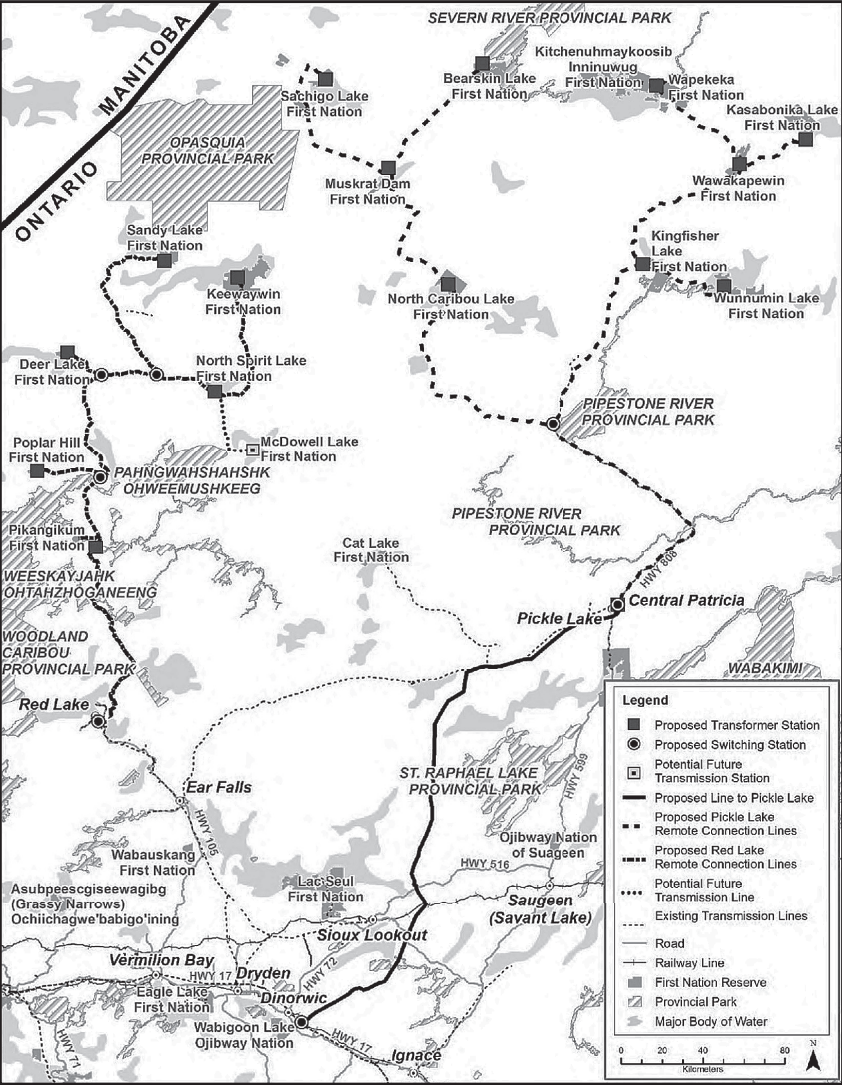 SEVERN RIVER PROVINCIAL PARK
MANITOBA
ONTARIO
Kitchenuhmaykoosib
Inninuwug
First Nation
Bearskin Lake
First Nation
Wapekeka
First Nation
Sachigo Lake
First Nation
Kasabonika Lake
First Nation
OPASQUIA
PROVINCIAL PARK
Muskrat Dam
First Nation
Wawakapewin
First Nation
Sandy Lake
First Nation
Kingfisher
Lake
First Nation
Keewaywin
First Nation
North Caribou Lake
First Nation
Wunnumin Lake
First Nation
Deer Lake
First Nation
North Spirit Lake
First Nation
PIPESTONE RIVER
PROVINCIAL PARK
Poplar Hill
First Nation
McDowell Lake
First Nation
PAHNGWAHSHAHSHK
OHWEEMUSHKEEG
PIPESTONE RIVER
PROVINCIAL PARK
Pikangikum
First Nation
Cat Lake
First Nation
HWY 808
WEESKAYJAHK
OHTAHZHOGANEENG
Central Patricia
Pickle Lake
WOODLAND
CARIBOU
PROVINCIAL PARK
WABAKIMI
Red Lake
ST. RAPHAEL LAKE
PROVINCIAL PARK
HWY 599
Ear Falls
HWY 105
Ojibway Nation
of Suageen
Wabauskang
First Nation
HWY 516
Lac Seul
First Nation
Asubpeescgiseewagibg
(Grassy Narrows)
Ochiichagwe'babigo'ining
Saugeen
(Savant Lake)
Sioux Lookout
Vermilion Bay
HWY 17
Dryden
HWY 72
Eagle Lake
First Nation
Dinorwic
Wabigoon Lake
Ojibway Nation
HWY 17
HWY 71
Ignace
Legend
Proposed Transformer Station
Proposed Switching Station
Potential Future
Transmission Station
Proposed Line to Pickle Lake
Proposed Pickle Lake
Remote Connection Lines
Proposed Red Lake
Remote Connection Lines
Potential Future
Transmission Line
Existing Transmission Lines
Road
Railway Line
First Nation Reserve
Provincial Park
Major Body of Water
N
0 20 40 60 80
Kilometers